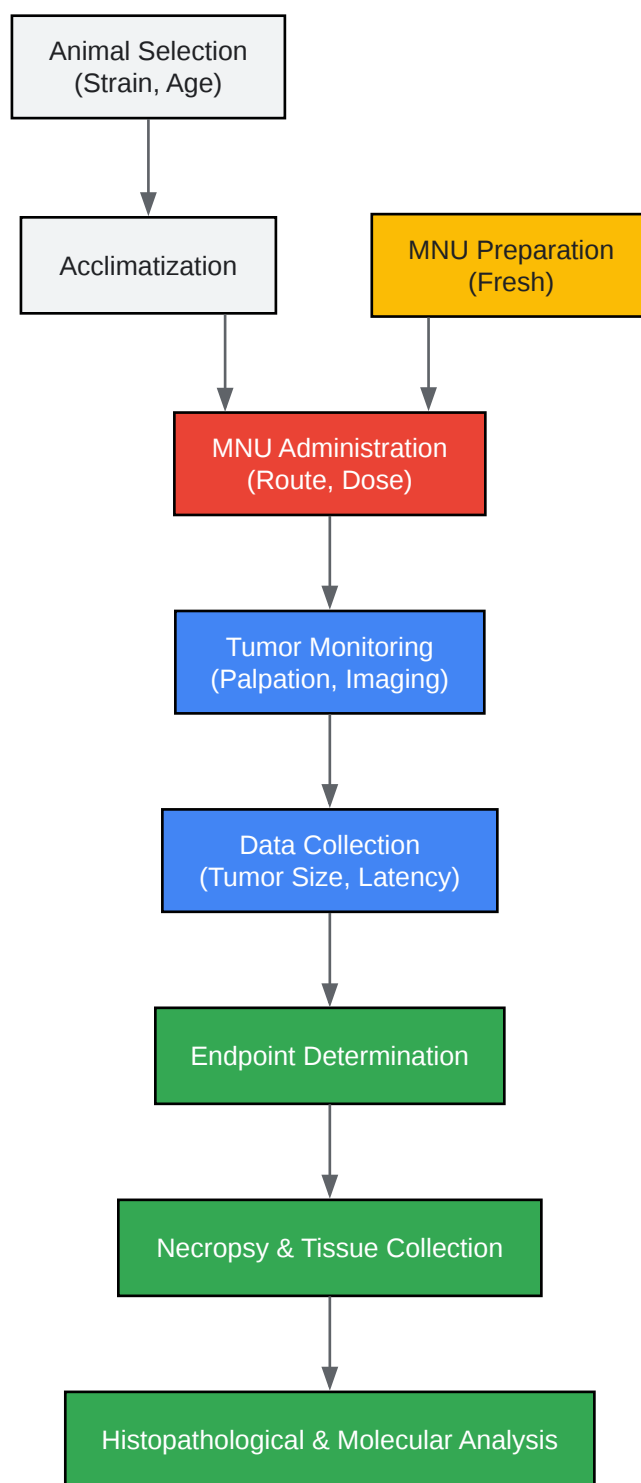 Animal Selection
(Strain, Age)
Acclimatization
MNU Preparation
(Fresh)
MNU Administration
(Route, Dose)
Tumor Monitoring
(Palpation, Imaging)
Data Collection
(Tumor Size, Latency)
Endpoint Determination
Necropsy & Tissue Collection
Histopathological & Molecular Analysis